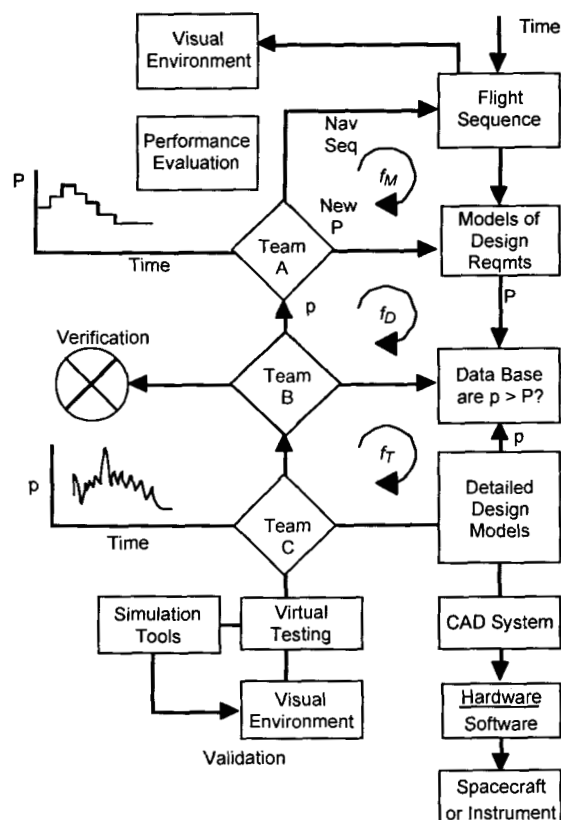 Visual
Environment
Time
Flight
Sequence
Performance
Evaluation
Nav
Seq
f_M
P
New
P
Models of
Design
Reqmts
Team
A
Time
P
p
f_D
Verification
Team
B
Data Base
are p > P?
p
f_T
p
Detailed
Design
Models
Team
C
Time
Simulation
Tools
Virtual
Testing
CAD System
Visual
Environment
Hardware
Software
Validation
Spacecraft
or Instrument